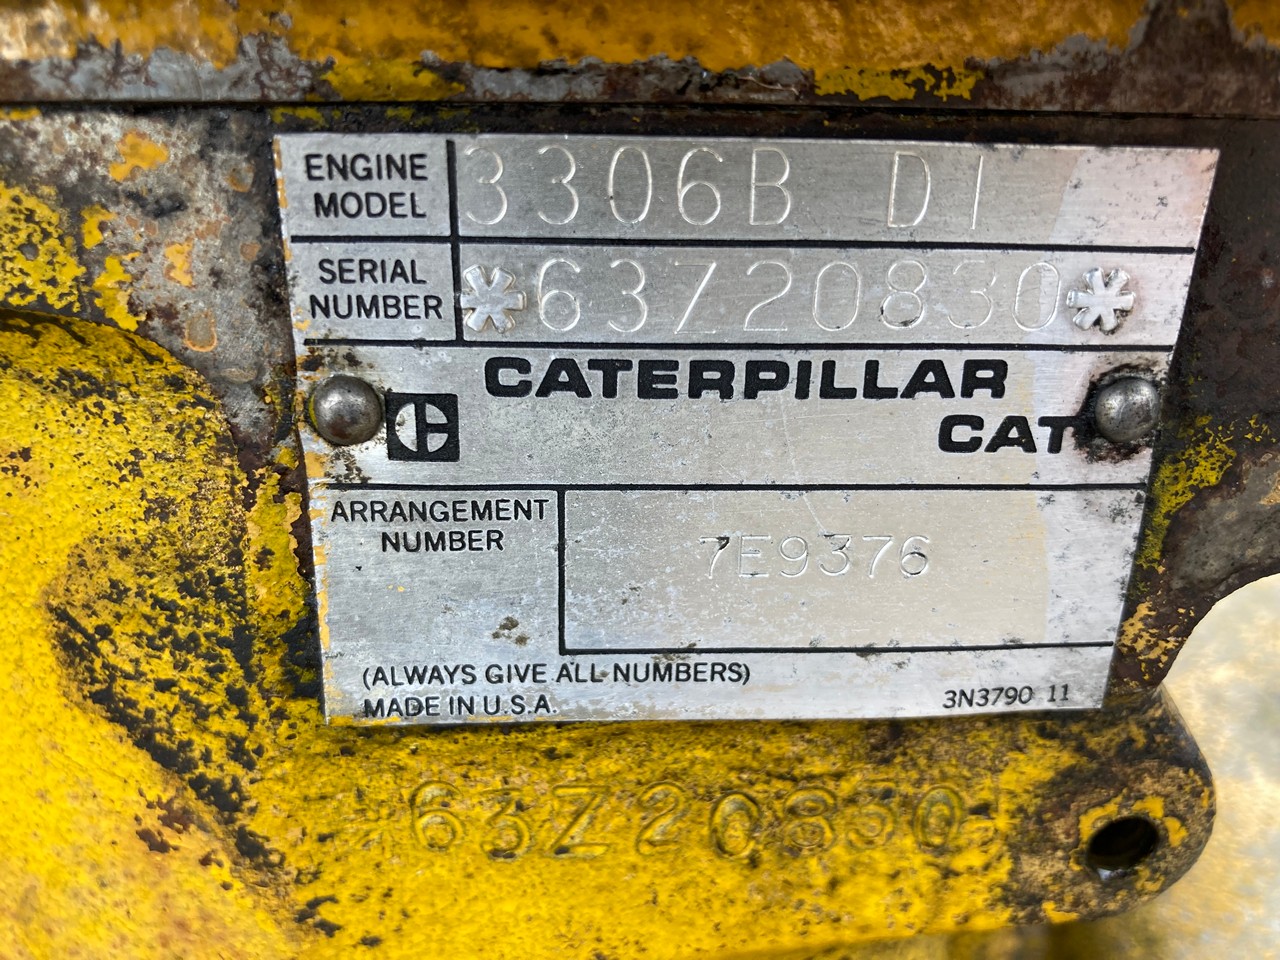 ENGINE MODEL 3306B DI
SERIAL NUMBER *63Z20830*
CATERPILLAR
C CAT
ARRANGEMENT NUMBER 7E9376
(ALWAYS GIVE ALL NUMBERS)
MADE IN U.S.A. 3N3790 11
*63Z20830